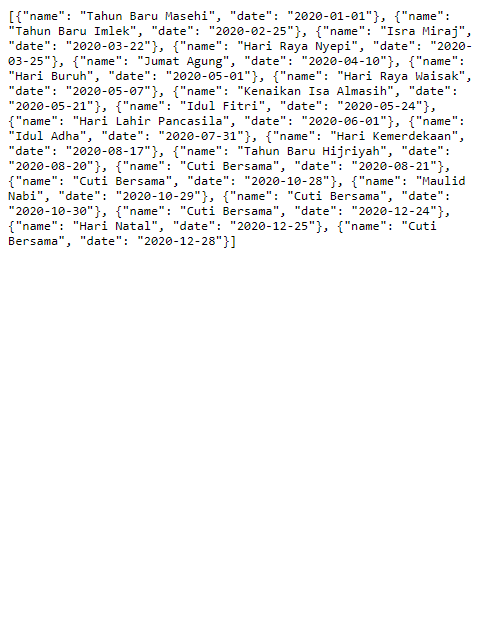 [{"name": "Tahun Baru Masehi", "date": "2020-01-01"}, {"name":
"Tahun Baru Imlek", "date": "2020-02-25"}, {"name": "Isra Miraj",
"date": "2020-03-22"}, {"name": "Hari Raya Nyepi", "date": "2020-
03-25"}, {"name": "Jumat Agung", "date": "2020-04-10"}, {"name":
"Hari Buruh", "date": "2020-05-01"}, {"name": "Hari Raya Waisak",
"date": "2020-05-07"}, {"name": "Kenaikan Isa Almasih", "date":
"2020-05-21"}, {"name": "Idul Fitri", "date": "2020-05-24"},
{"name": "Hari Lahir Pancasila", "date": "2020-06-01"}, {"name":
"Idul Adha", "date": "2020-07-31"}, {"name": "Hari Kemerdekaan",
"date": "2020-08-17"}, {"name": "Tahun Baru Hijriyah", "date":
"2020-08-20"}, {"name": "Cuti Bersama", "date": "2020-08-21"},
{"name": "Cuti Bersama", "date": "2020-10-28"}, {"name": "Maulid
Nabi", "date": "2020-10-29"}, {"name": "Cuti Bersama", "date":
"2020-10-30"}, {"name": "Cuti Bersama", "date": "2020-12-24"},
{"name": "Hari Natal", "date": "2020-12-25"}, {"name": "Cuti
Bersama", "date": "2020-12-28"}]